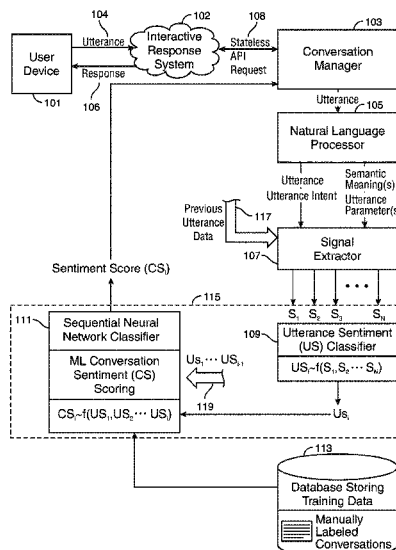 104
102
108
103
Utterance
User
Device
101
Response
106
Interactive
Response
System
Stateless
API
Request
Conversation
Manager
Utterance
105
Natural Language
Processor
Utterance
Utterance Intent
Semantic
Meaning(s)
Utterance
Parameter(s)
117
Previous
Utterance
Data
Signal
Extractor
107
Sentiment Score (CSᵢ)
115
S₁ S₂ S₃ ••• Sₙ
111
Sequential Neural
Network Classifier
ML Conversation
Sentiment (CS)
Scoring
CSᵢ~f(US₁,US₂ ··· USᵢ)
Us₁ ··· USᵢ₋₁
119
109
Utterance Sentiment
(US) Classifier
USᵢ~f(S₁,S₂ ··· Sₙ)
Usᵢ
113
Database Storing
Training Data
Manually
Labeled
Conversations